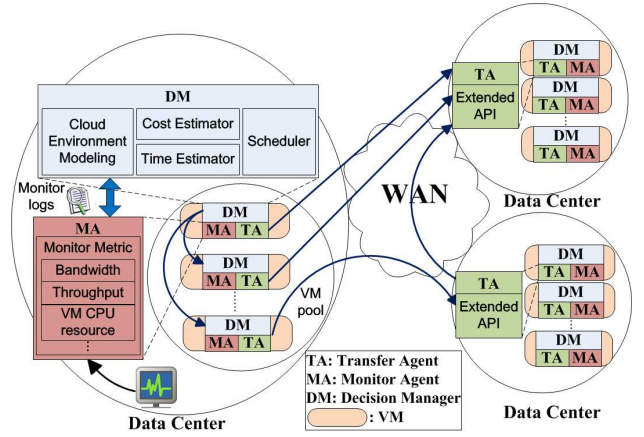 DM
Cloud
Environment
Modeling
Cost Estimator
Time Estimator
Scheduler
Monitor
logs
MA
Monitor Metric
Bandwidth
Throughput
VM CPU
resource
DM
MA TA
DM
MA TA
DM
MA TA
VM
pool
Data Center
WAN
TA
Extended
API
DM
TA MA
DM
TA MA
DM
TA MA
Data Center
TA
Extended
API
DM
TA MA
DM
TA MA
DM
TA MA
Data Center
TA: Transfer Agent
MA: Monitor Agent
DM: Decision Manager
: VM